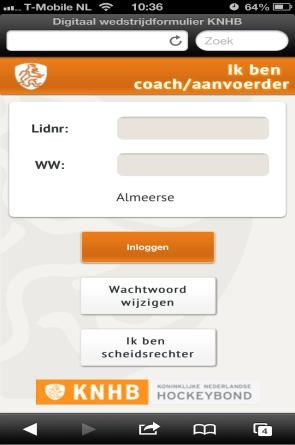 T-Mobile NL 10:36 64%
Digitaal wedstrijdformulier KNHB
Zoek
Ik ben
coach/aanvoerder
Lidnr:
WW:
Almeerse
Inloggen
Wachtwoord
wijzigen
Ik ben
scheidsrechter
KNHB KONINKLIJKE NEDERLANDSE
HOCKEYBOND
4